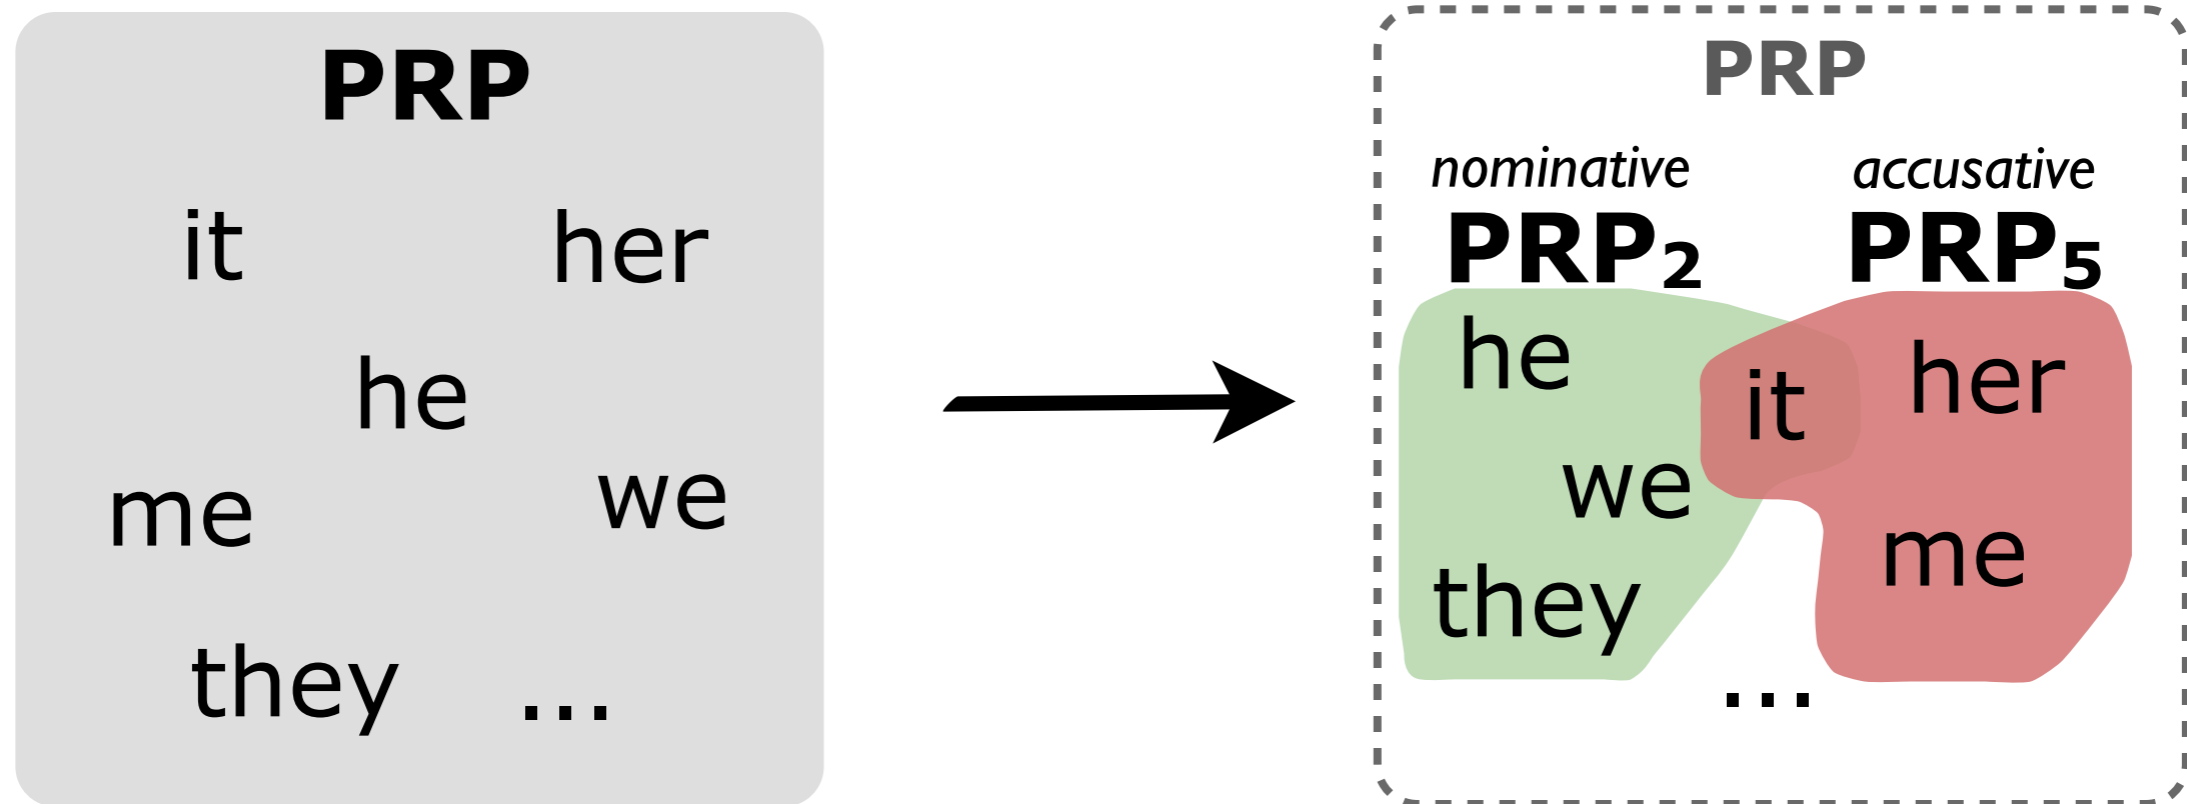 PRP
it her
he
me we
they ...
PRP
nominative accusative
PRP2 PRP5
he
it her
we
me
they
...